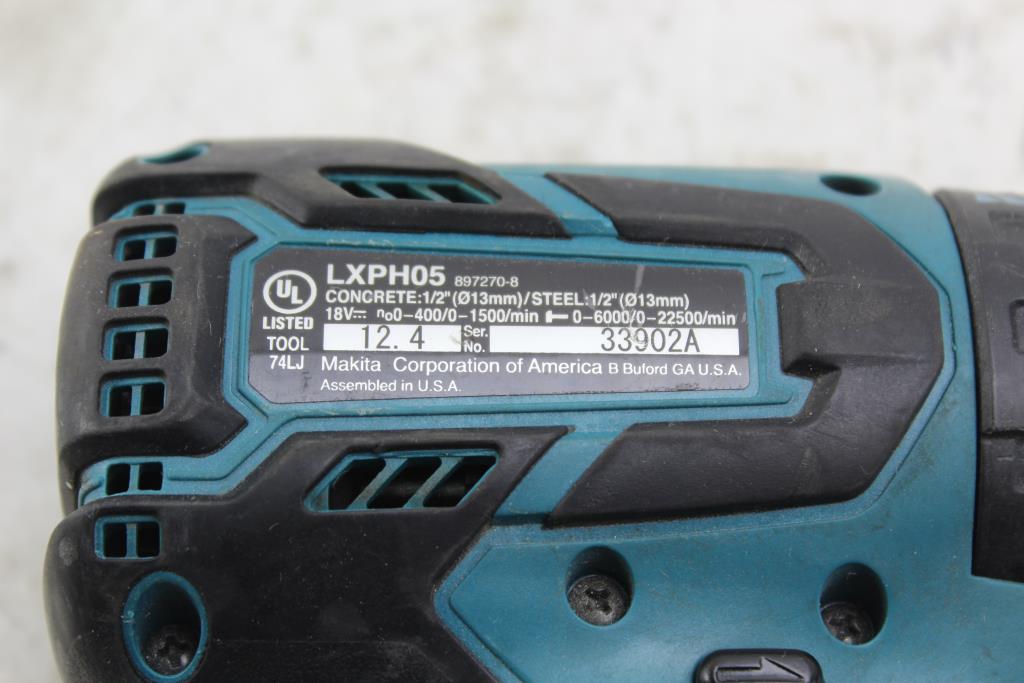 UL LXPH05 897270-8
CONCRETE:1/2"(Ø13mm)/STEEL:1/2"(Ø13mm)
LISTED 18V⎓ n₀0-400/0-1500/min 0-6000/0-22500/min
TOOL 12. 4 Ser. No. 33902A
74LJ Makita Corporation of America B Buford GA U.S.A.
Assembled in U.S.A.
1